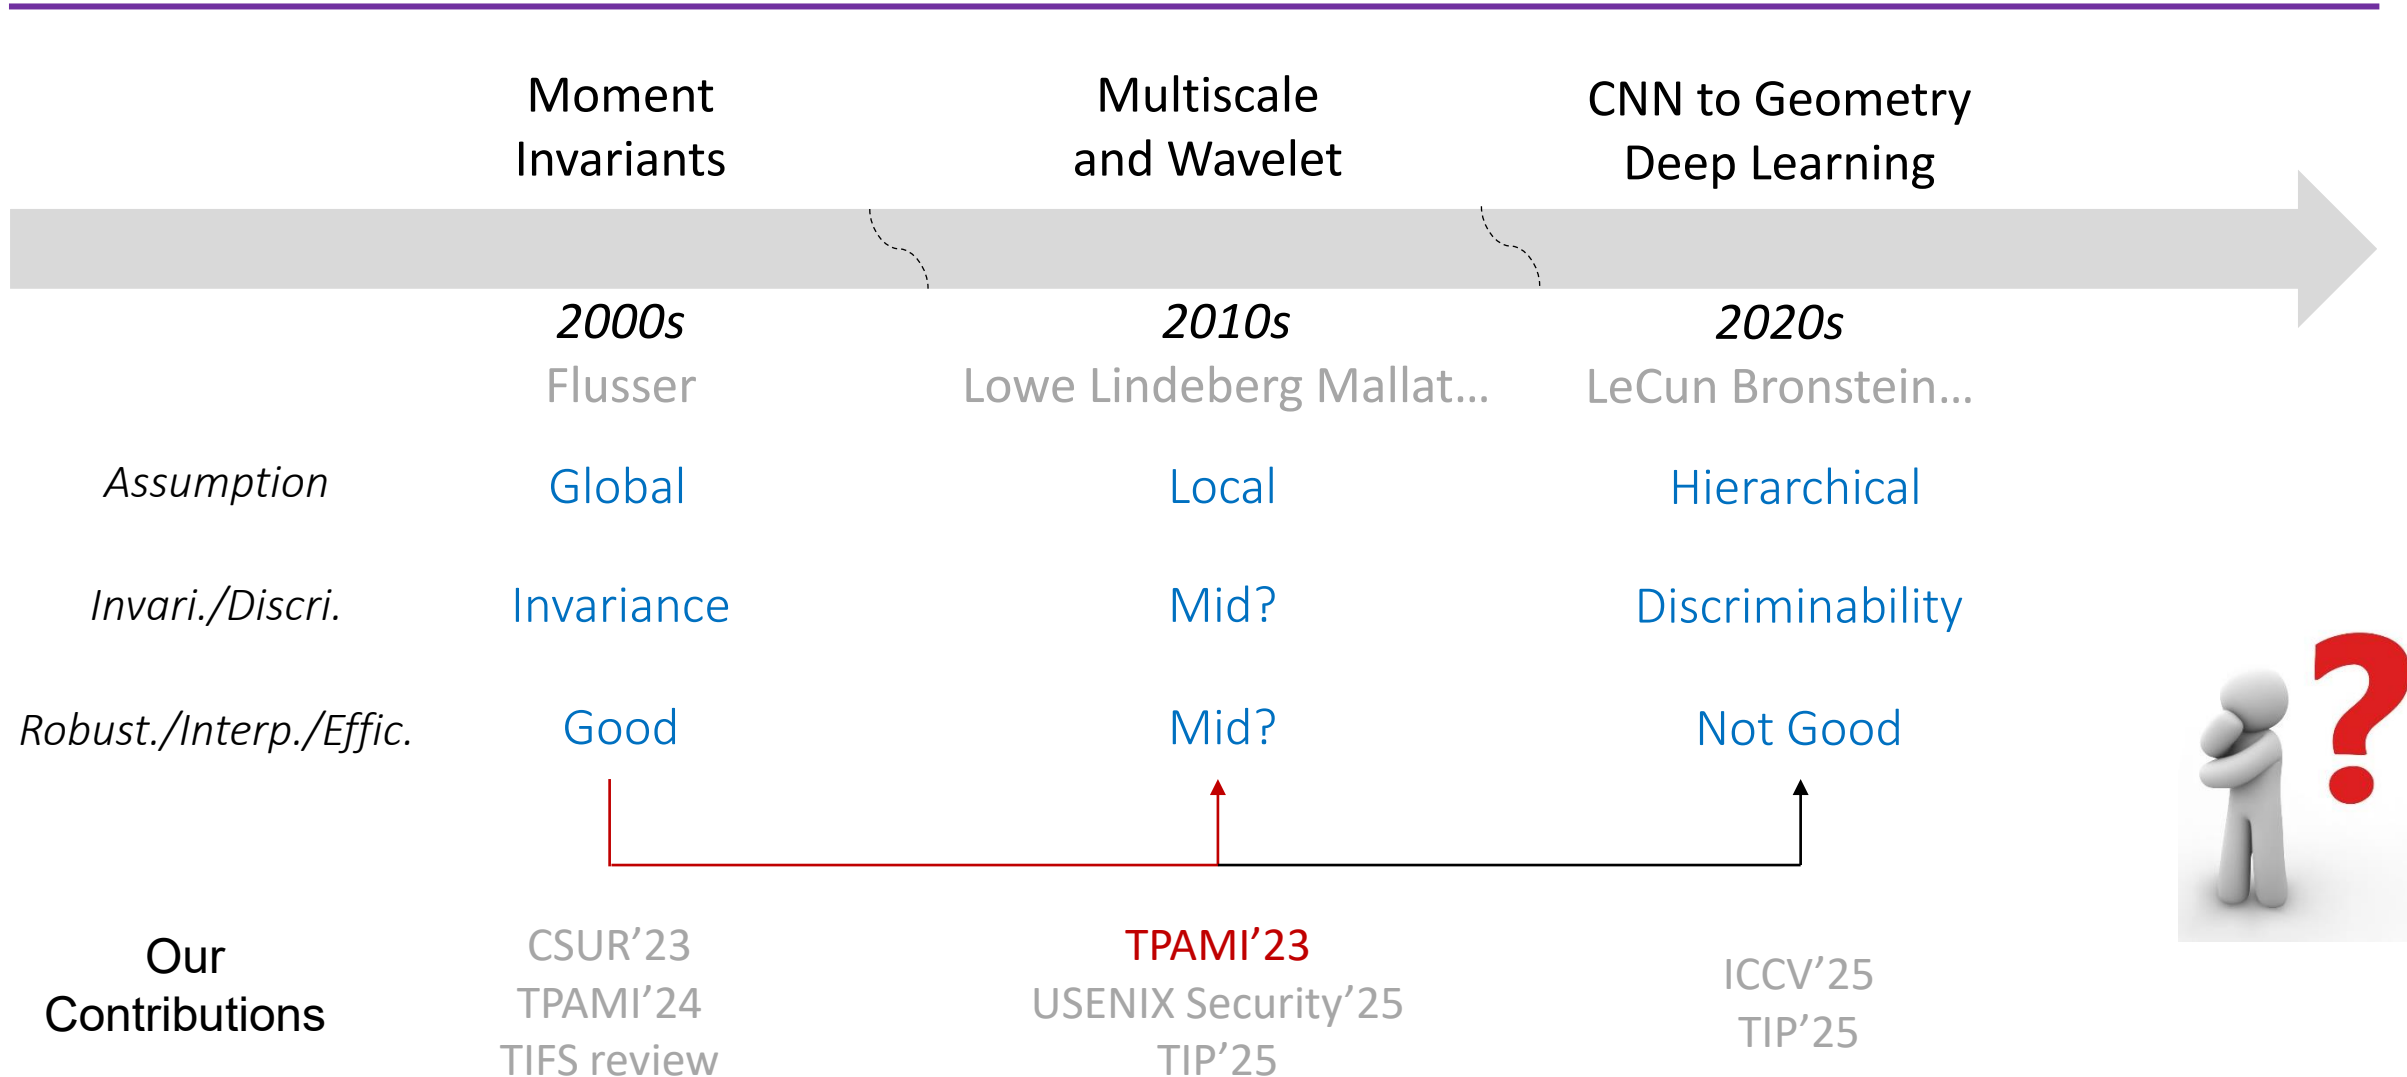 Moment
Invariants
Multiscale
and Wavelet
CNN to Geometry
Deep Learning
2000s
2010s
2020s
Flusser
Lowe Lindeberg Mallat...
LeCun Bronstein...
Assumption
Global
Local
Hierarchical
Invari./Discri.
Invariance
Mid?
Discriminability
Robust./Interp./Effic.
Good
Mid?
Not Good
?
Our
Contributions
CSUR’23
TPAMI’24
TIFS review
TPAMI’23
USENIX Security’25
TIP’25
ICCV’25
TIP’25